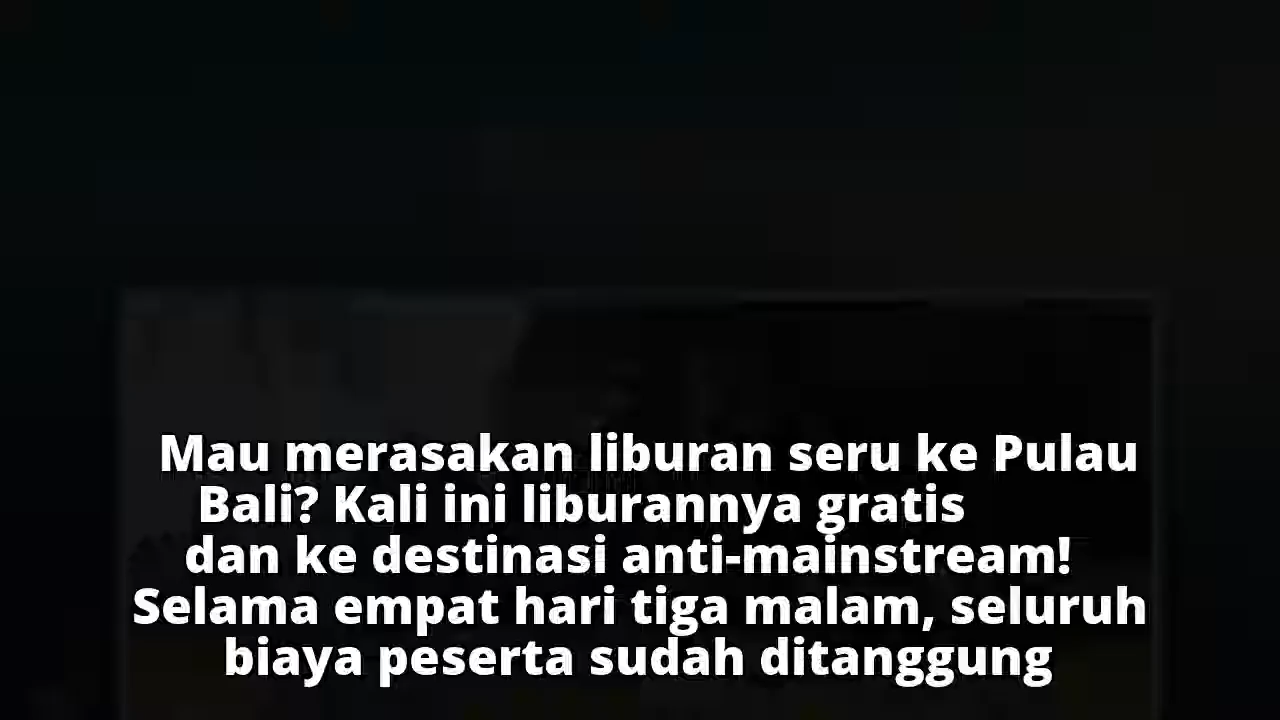 Mau merasakan liburan seru ke Pulau
Bali? Kali ini liburannya gratis
dan ke destinasi anti-mainstream!
Selama empat hari tiga malam, seluruh
biaya peserta sudah ditanggung